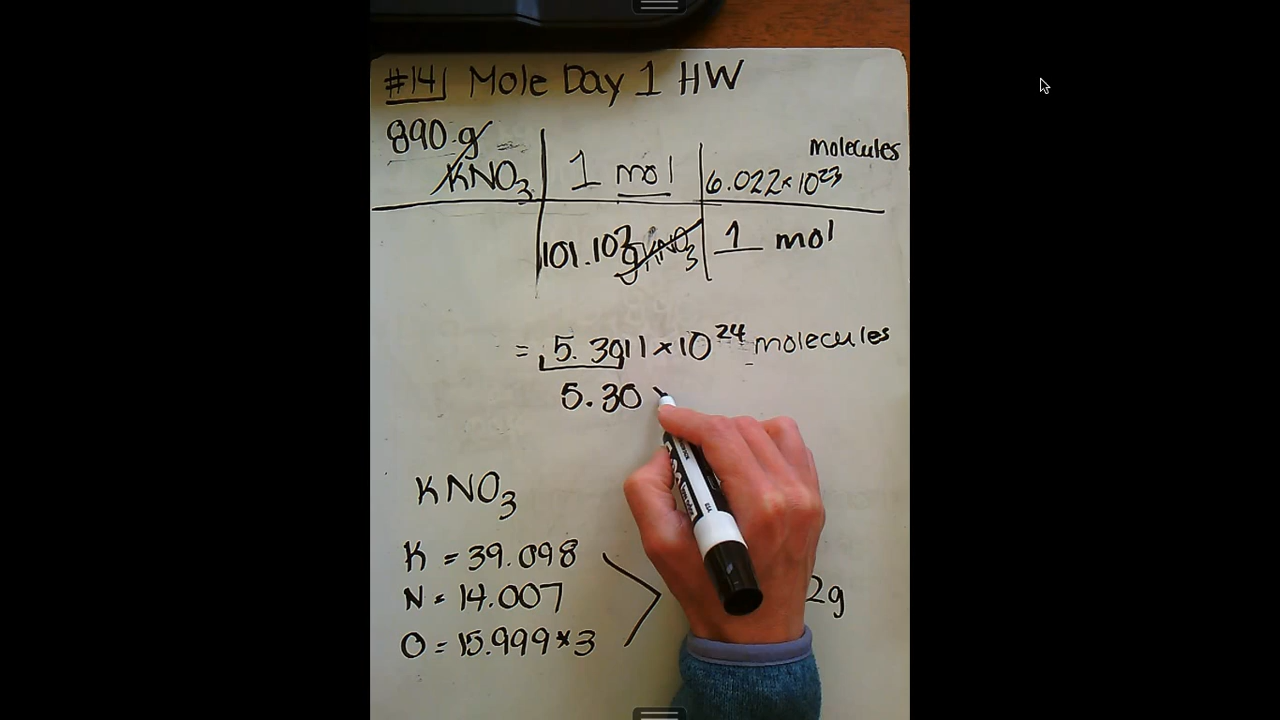 #14 Mole Day 1 HW
890.g KNO₃ | 1 mol | 6.022×10²³ molecules
101.102 g KNO₃ | 1 mol
= 5.3011×10²⁴ molecules
5.30
KNO₃
K = 39.098
N = 14.007
O = 15.999×3
2g